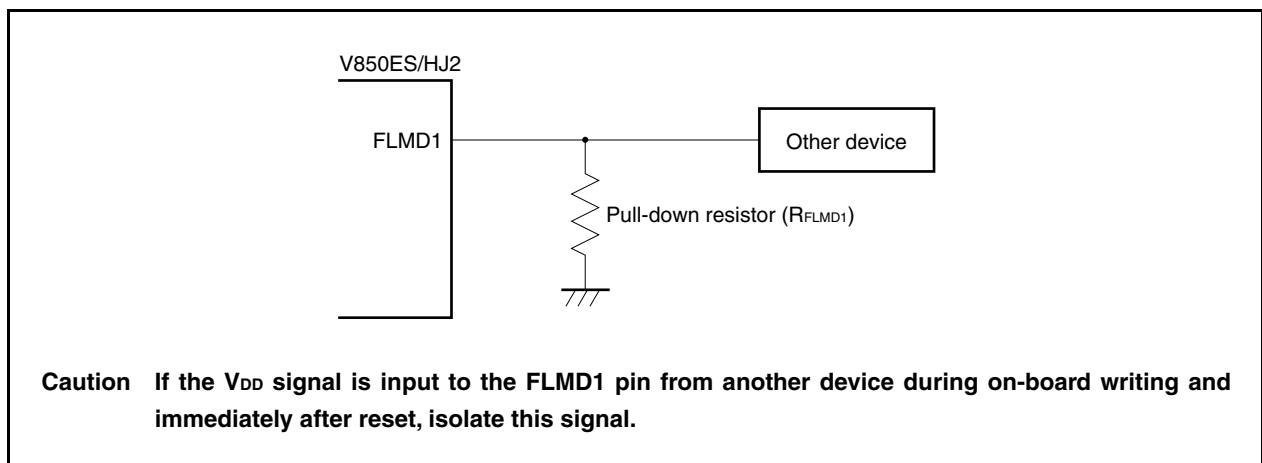 V850ES/HJ2
FLMD1
Other device
Pull-down resistor (RFLMD1)
Caution If the VDD signal is input to the FLMD1 pin from another device during on-board writing and
immediately after reset, isolate this signal.